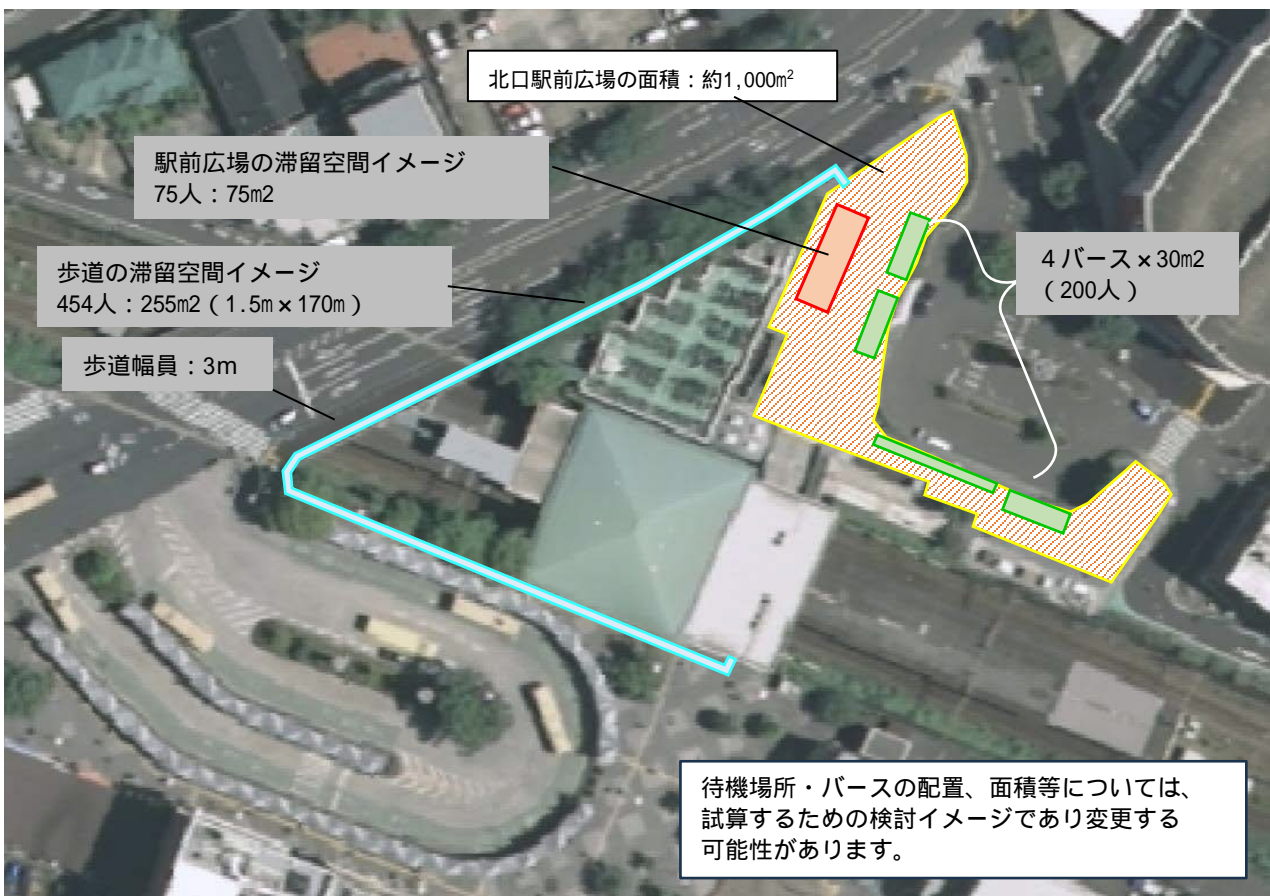 北口駅前広場の面積：約1,000㎡
駅前広場の滞留空間イメージ
75人：75m2
歩道の滞留空間イメージ
454人：255m2（1.5m×170m）
歩道幅員：3m
4バース×30m2
（200人）
待機場所・バースの配置、面積等については、
試算するための検討イメージであり変更する
可能性があります。